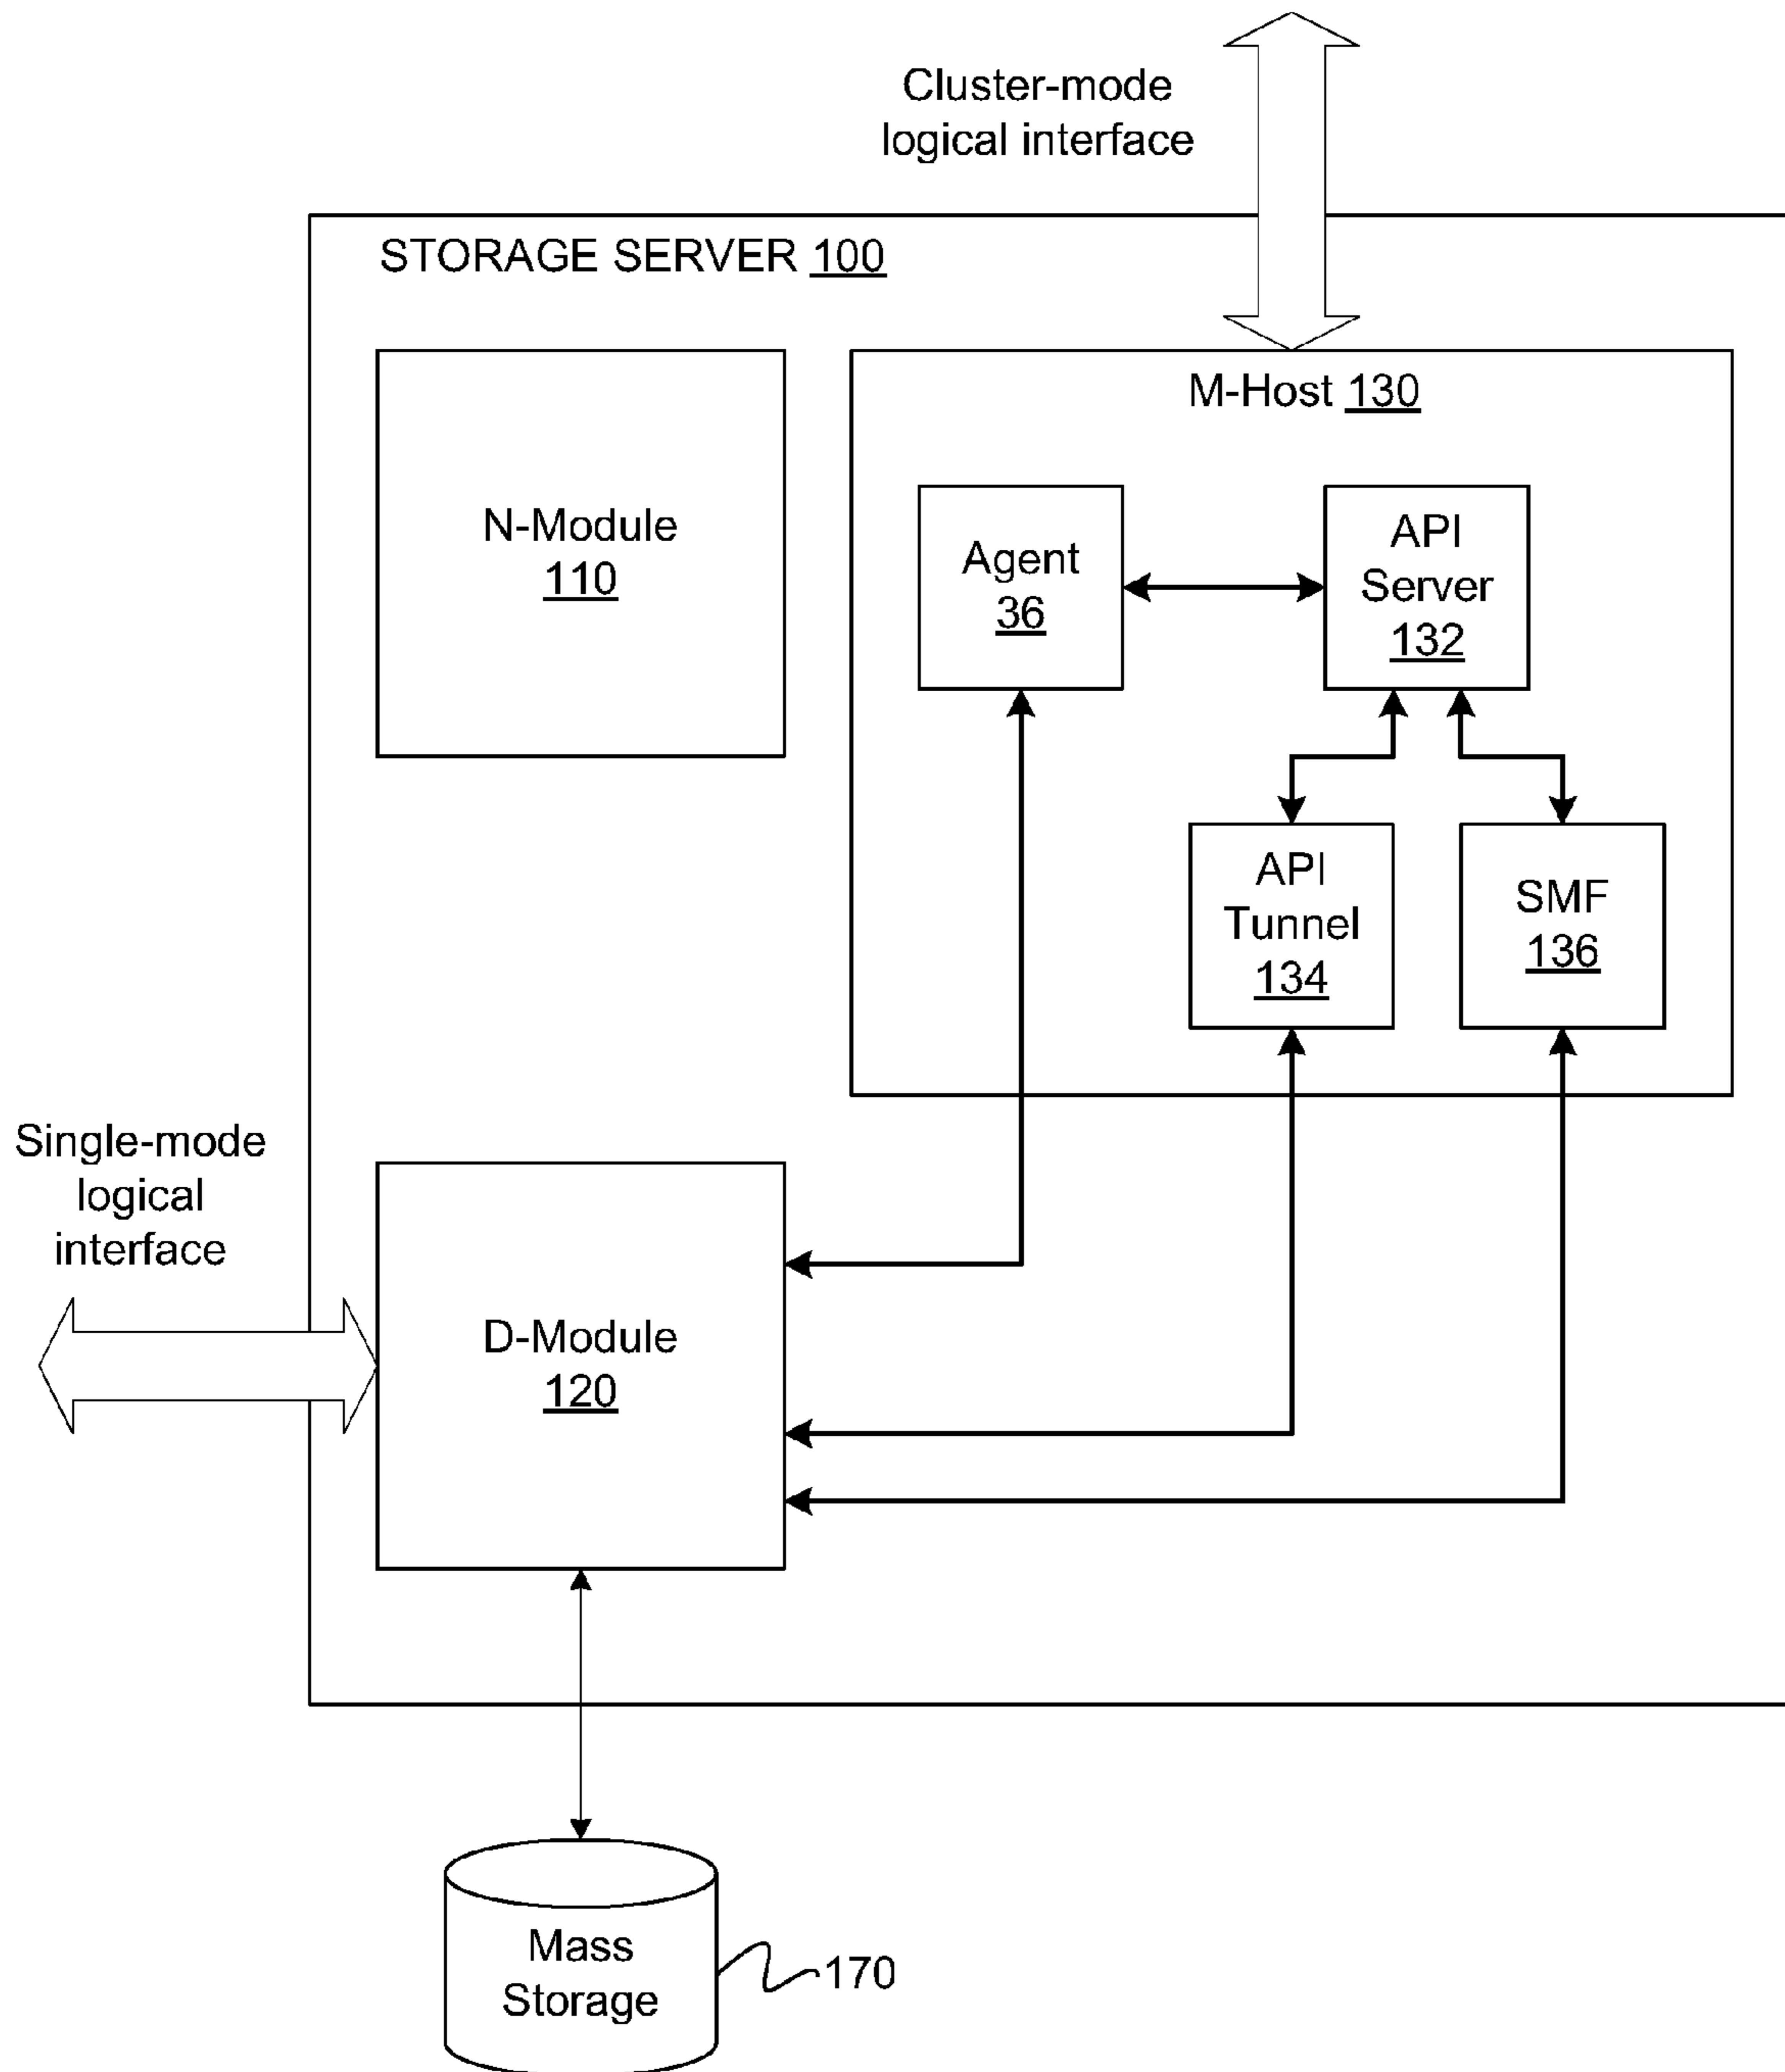 Cluster-mode
logical interface
STORAGE SERVER 100
M-Host 130
N-Module
110
Agent
36
API
Server
132
API
Tunnel
134
SMF
136
Single-mode
logical
interface
D-Module
120
Mass
Storage
170